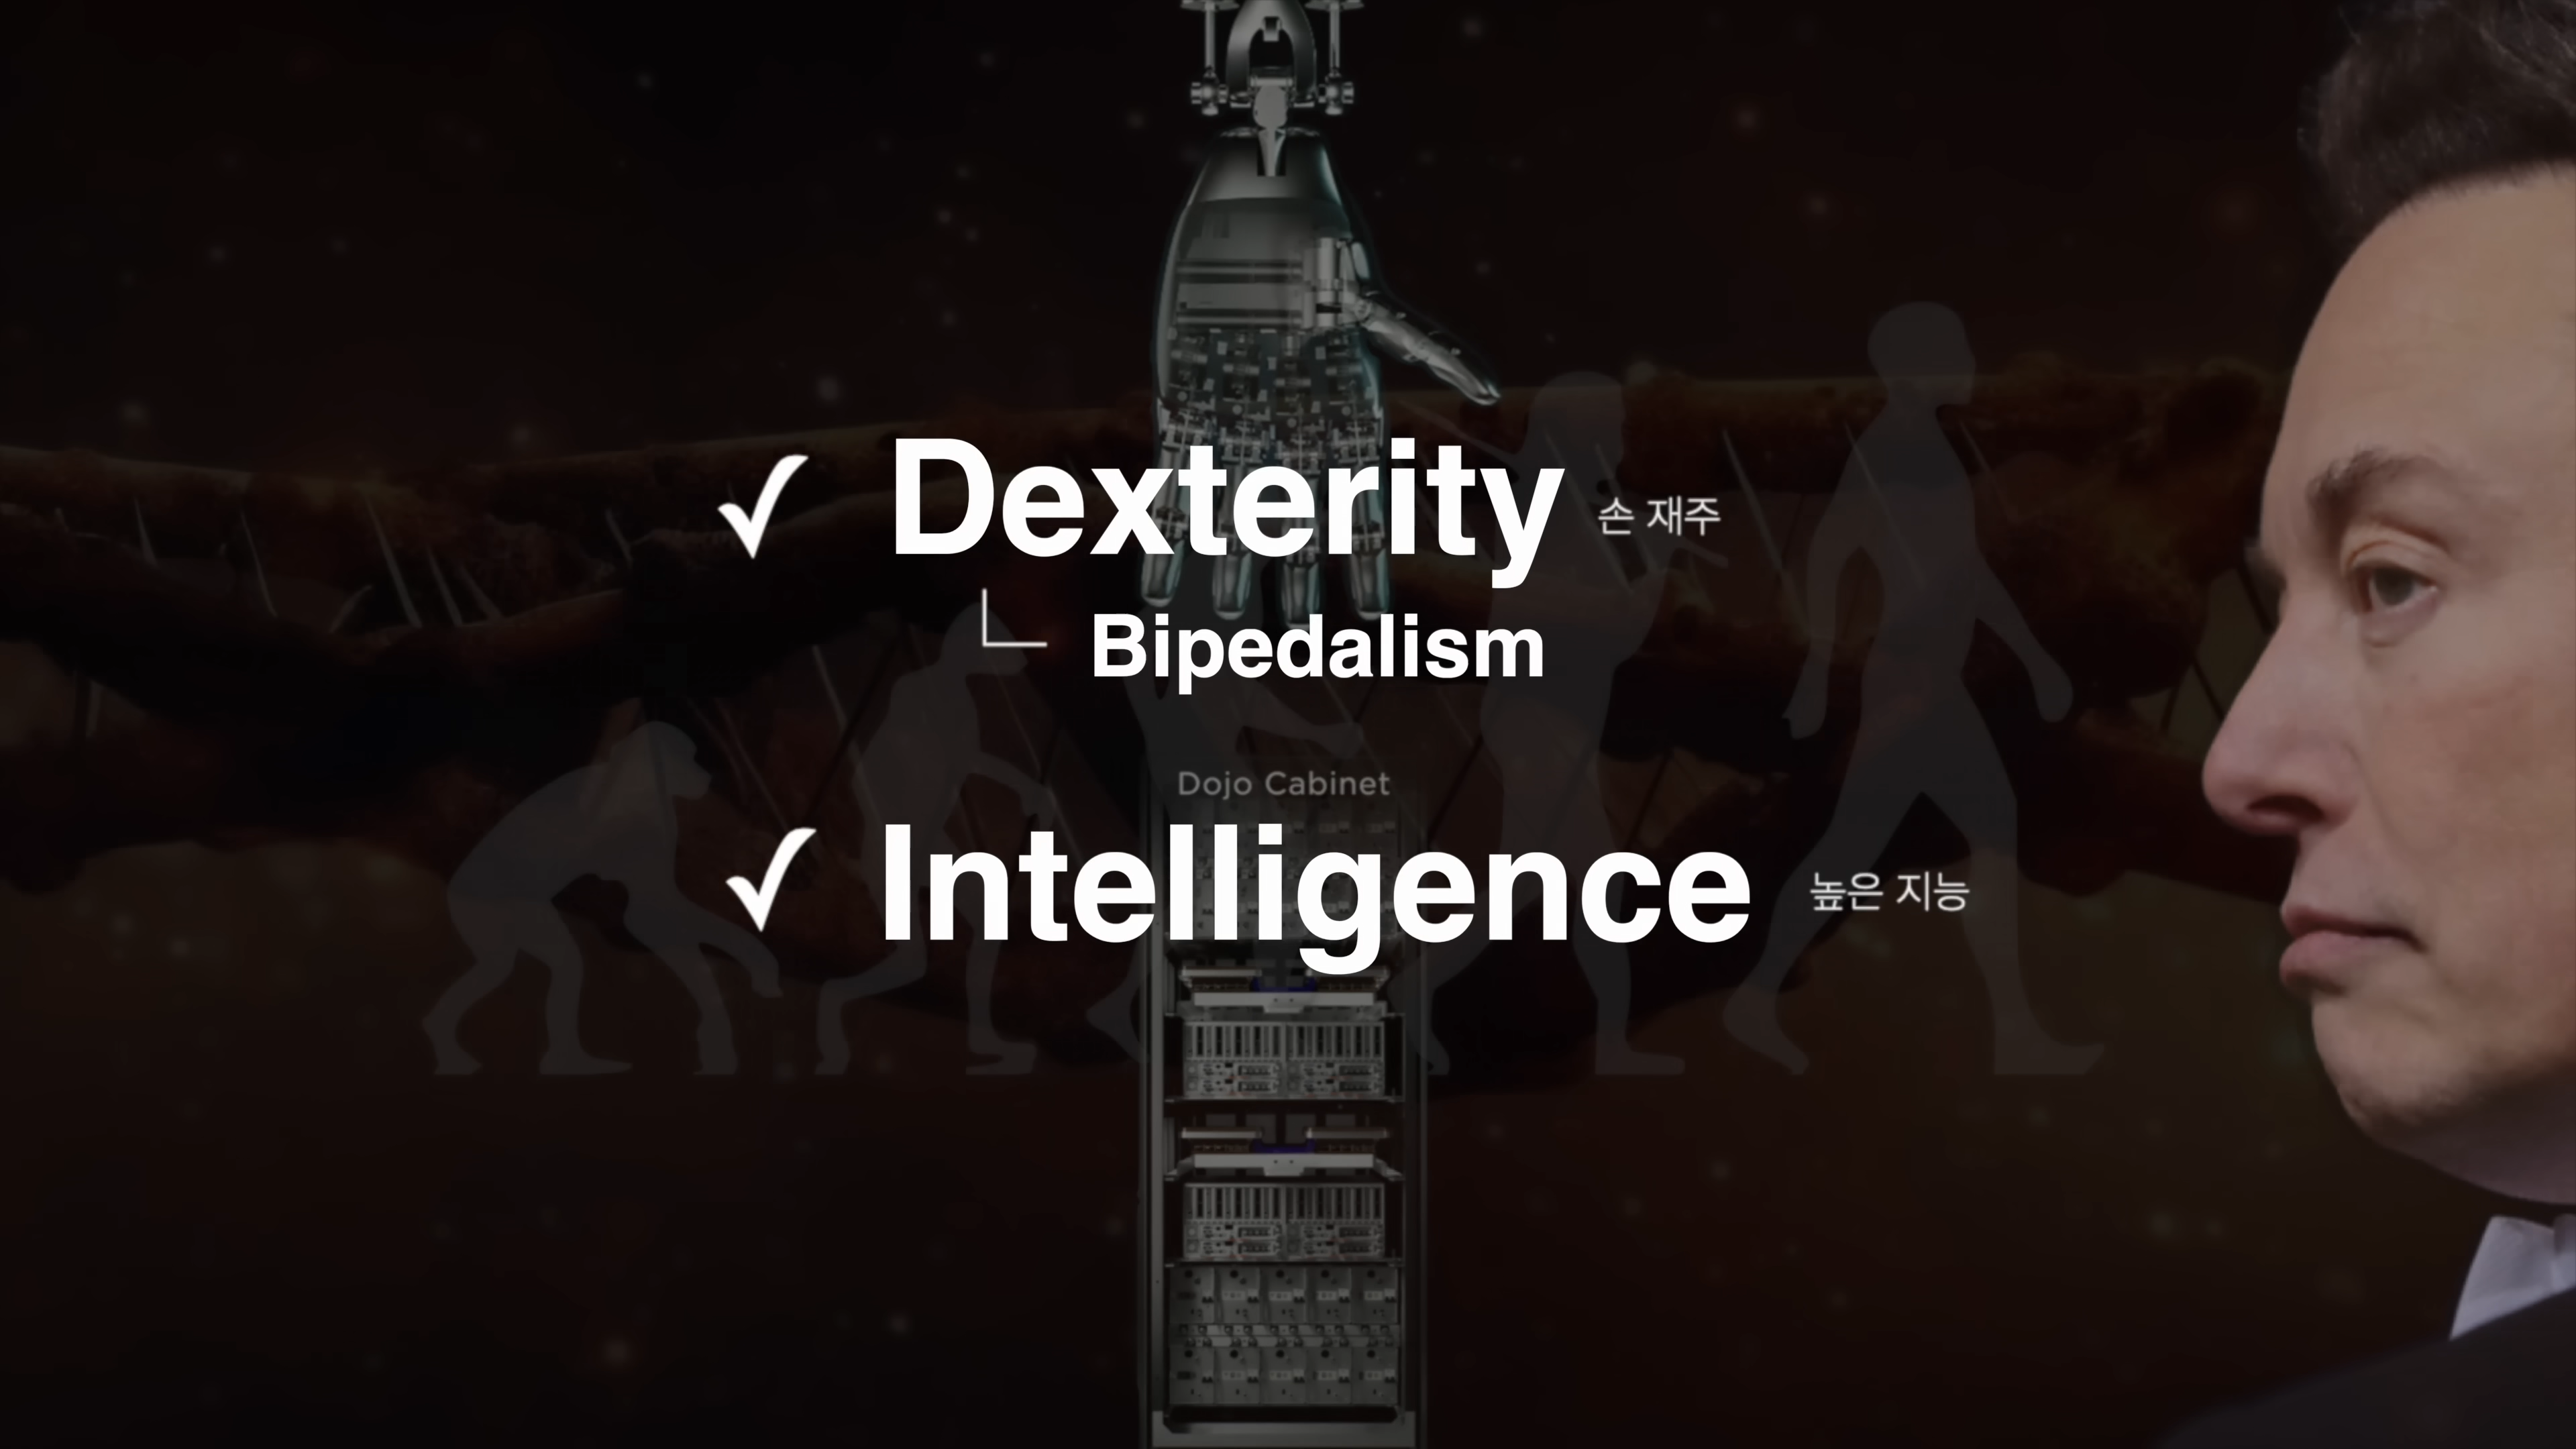 ✓ Dexterity 손 재주
Bipedalism
Dojo Cabinet
✓ Intelligence 높은 지능